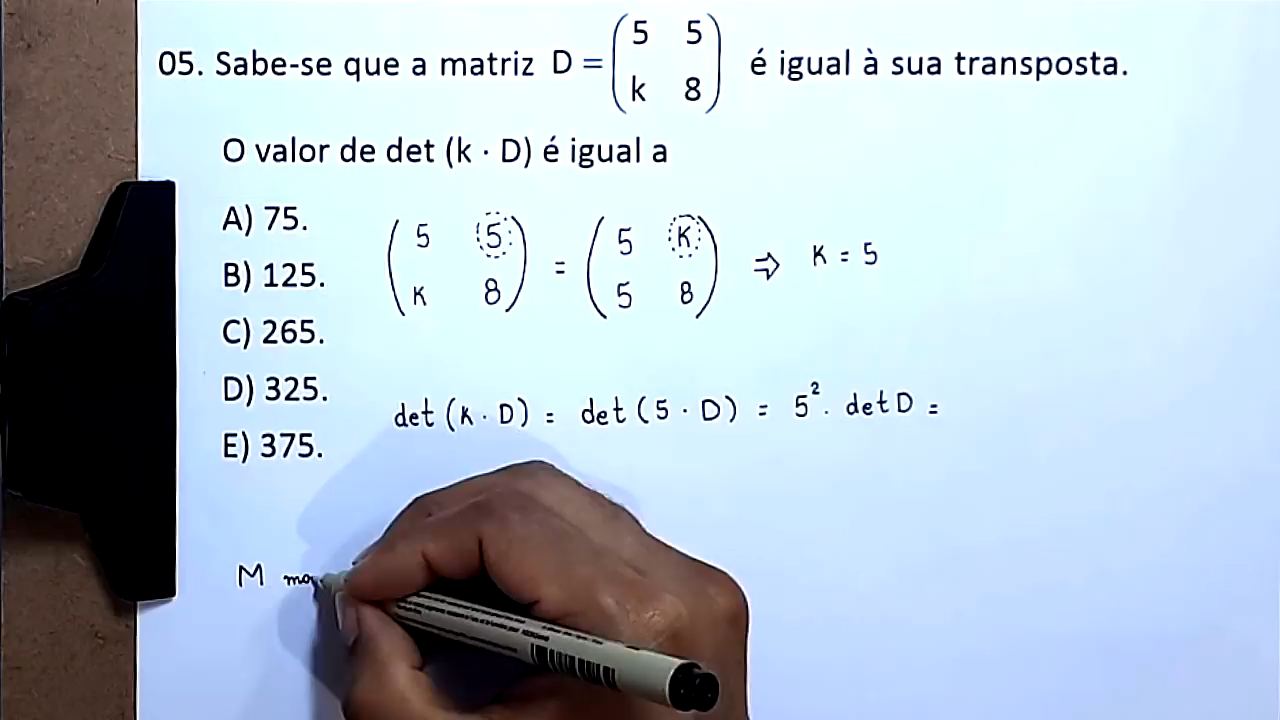 05. Sabe-se que a matriz D = ( 5 5 ; k 8 ) é igual à sua transposta.
O valor de det (k · D) é igual a
A) 75.
B) 125.
C) 265.
D) 325.
E) 375.
( 5 5 ; K 8 ) = ( 5 K ; 5 8 ) ⇒ K = 5
det (K · D) = det (5 · D) = 5². det D =
M